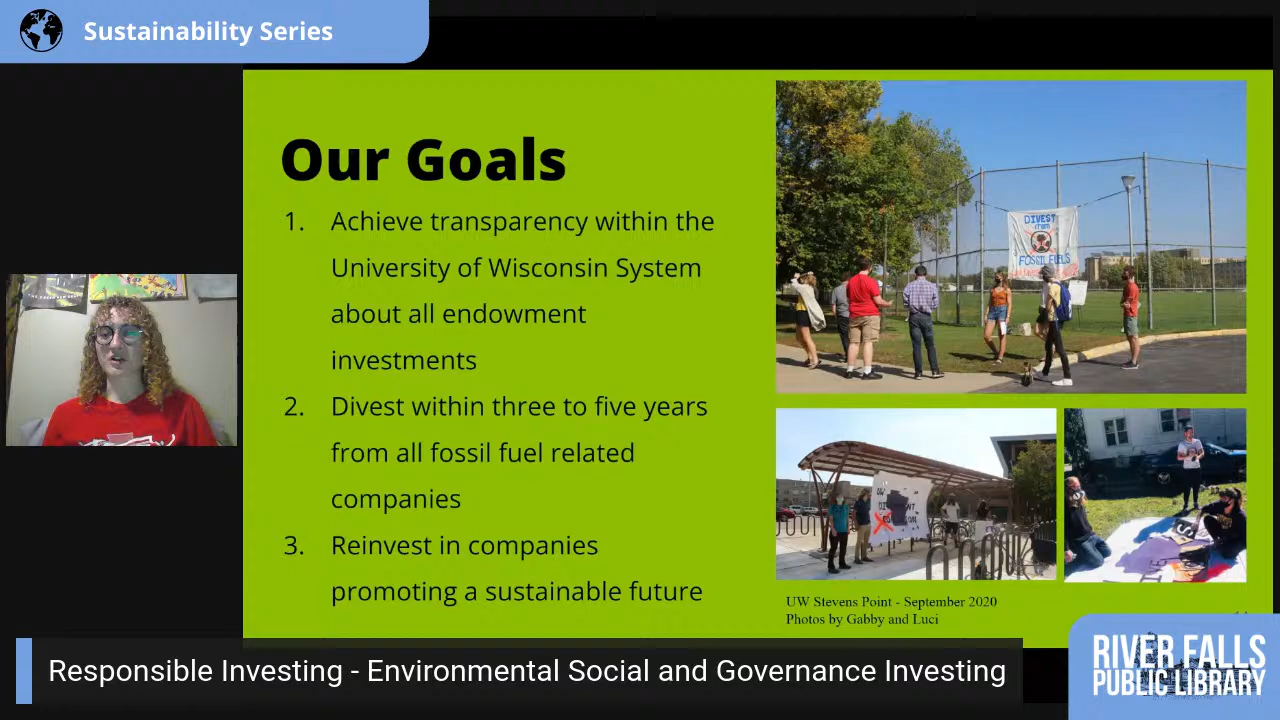 Sustainability Series
Our Goals
1. Achieve transparency within the
University of Wisconsin System
about all endowment
investments
2. Divest within three to five years
from all fossil fuel related
companies
3. Reinvest in companies
promoting a sustainable future
DIVEST
from
FOSSIL FUELS
UW Stevens Point - September 2020
Photos by Gabby and Luci
Responsible Investing - Environmental Social and Governance Investing
RIVER FALLS
PUBLIC LIBRARY